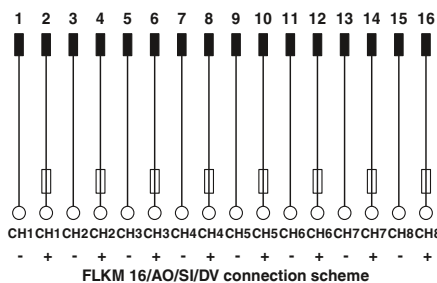 1 2 3 4 5 6 7 8 9 10 11 12 13 14 15 16
CH1 CH1 CH2 CH2 CH3 CH3 CH4 CH4 CH5 CH5 CH6 CH6 CH7 CH7 CH8 CH8
- + - + - + - + - + - + - + - +
FLKM 16/AO/SI/DV connection scheme